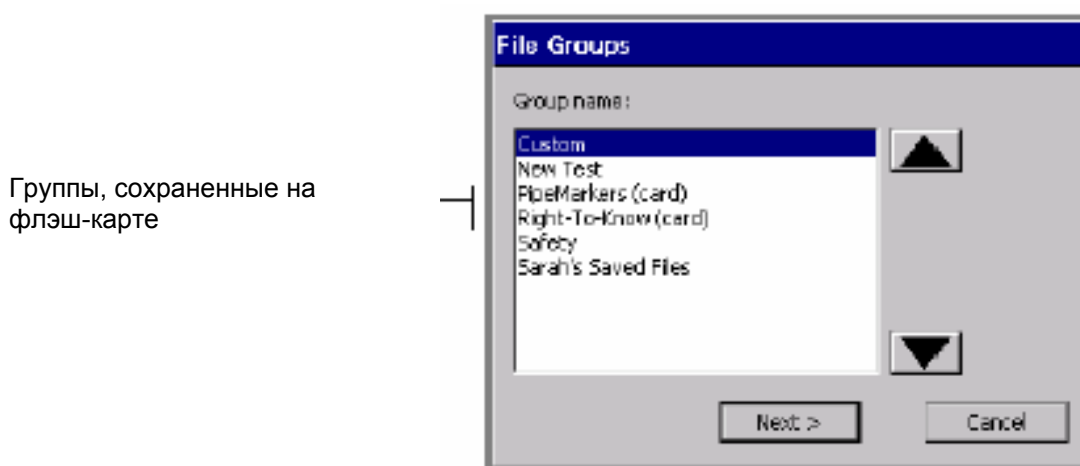 File Groups
Group name:
Custom
New Test
PipeMarkers (card)
Right-To-Know (card)
Safety
Sarah's Saved Files
Группы, сохраненные на
флэш-карте
Next >
Cancel